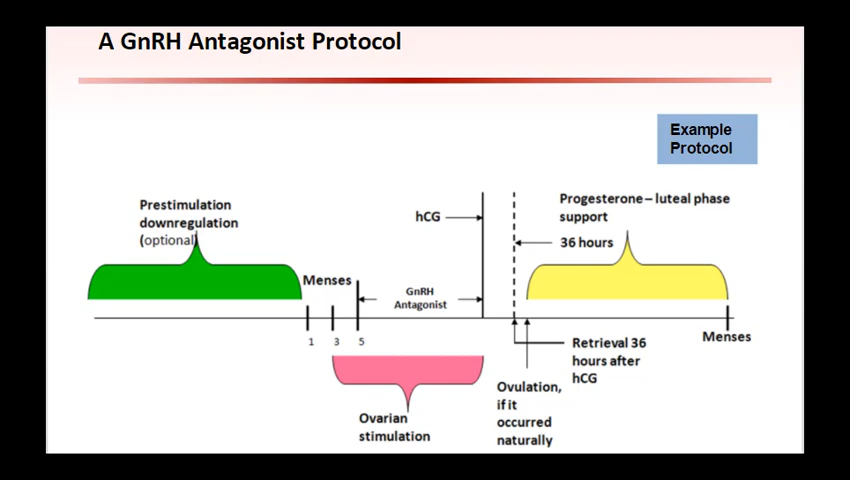 A GnRH Antagonist Protocol
Example
Protocol
Prestimulation
downregulation
(optional)
hCG
Progesterone – luteal phase
support
36 hours
Menses
GnRH
Antagonist
1 3 5
Retrieval 36
hours after
hCG
Menses
Ovulation,
if it
occurred
naturally
Ovarian
stimulation